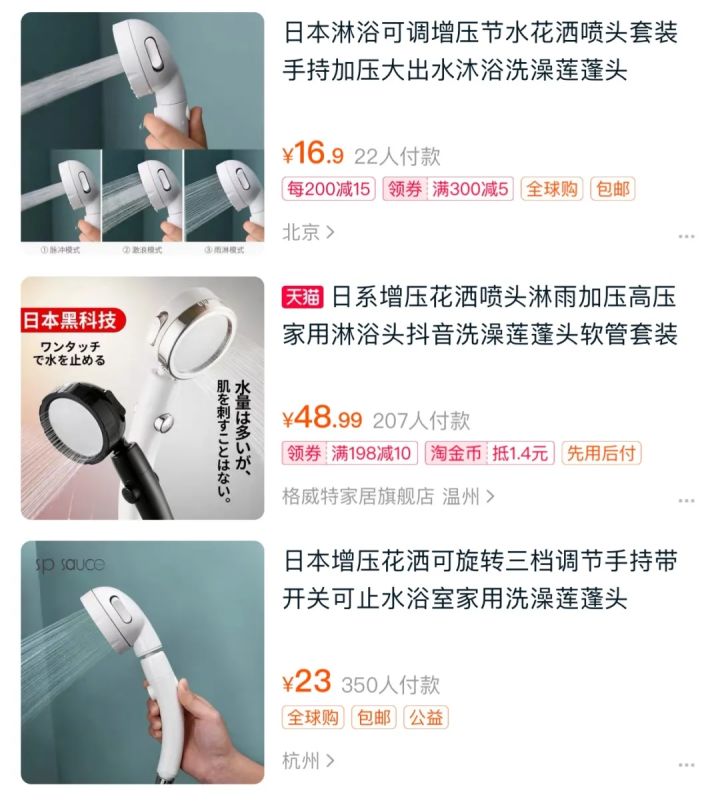 日本淋浴可调增压节水花洒喷头套装
手持加压大出水沐浴洗澡莲蓬头
¥16.9 22人付款
每200减15 领券 满300减5 全球购 包邮
北京 >
①脉冲模式 ②激浪模式 ③雨淋模式
日本黑科技
ワンタッチ
で水を止める
水量は多いが、
肌を刺すことはない。
天猫 日系增压花洒喷头淋雨加压高压
家用淋浴头抖音洗澡莲蓬头软管套装
¥48.99 207人付款
领券 满198减10 淘金币 抵1.4元 先用后付
格威特家居旗舰店 温州 >
sp sauce
日本增压花洒可旋转三档调节手持带
开关可止水浴室家用洗澡莲蓬头
¥23 350人付款
全球购 包邮 公益
杭州 >